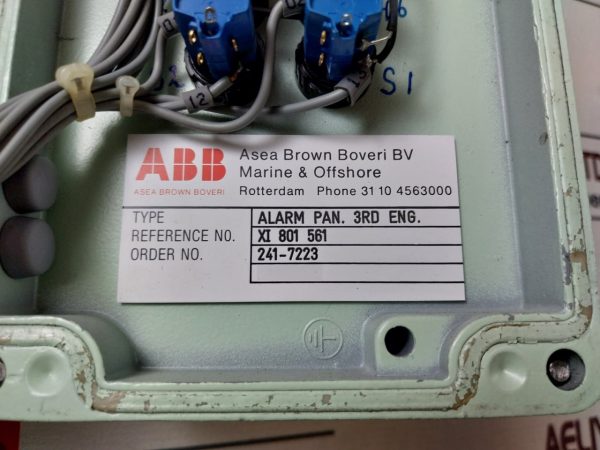 S1
12
13
ABB
ASEA BROWN BOVERI
Asea Brown Boveri BV
Marine & Offshore
Rotterdam Phone 31 10 4563000
TYPE ALARM PAN. 3RD ENG.
REFERENCE NO. XI 801 561
ORDER NO. 241-7223